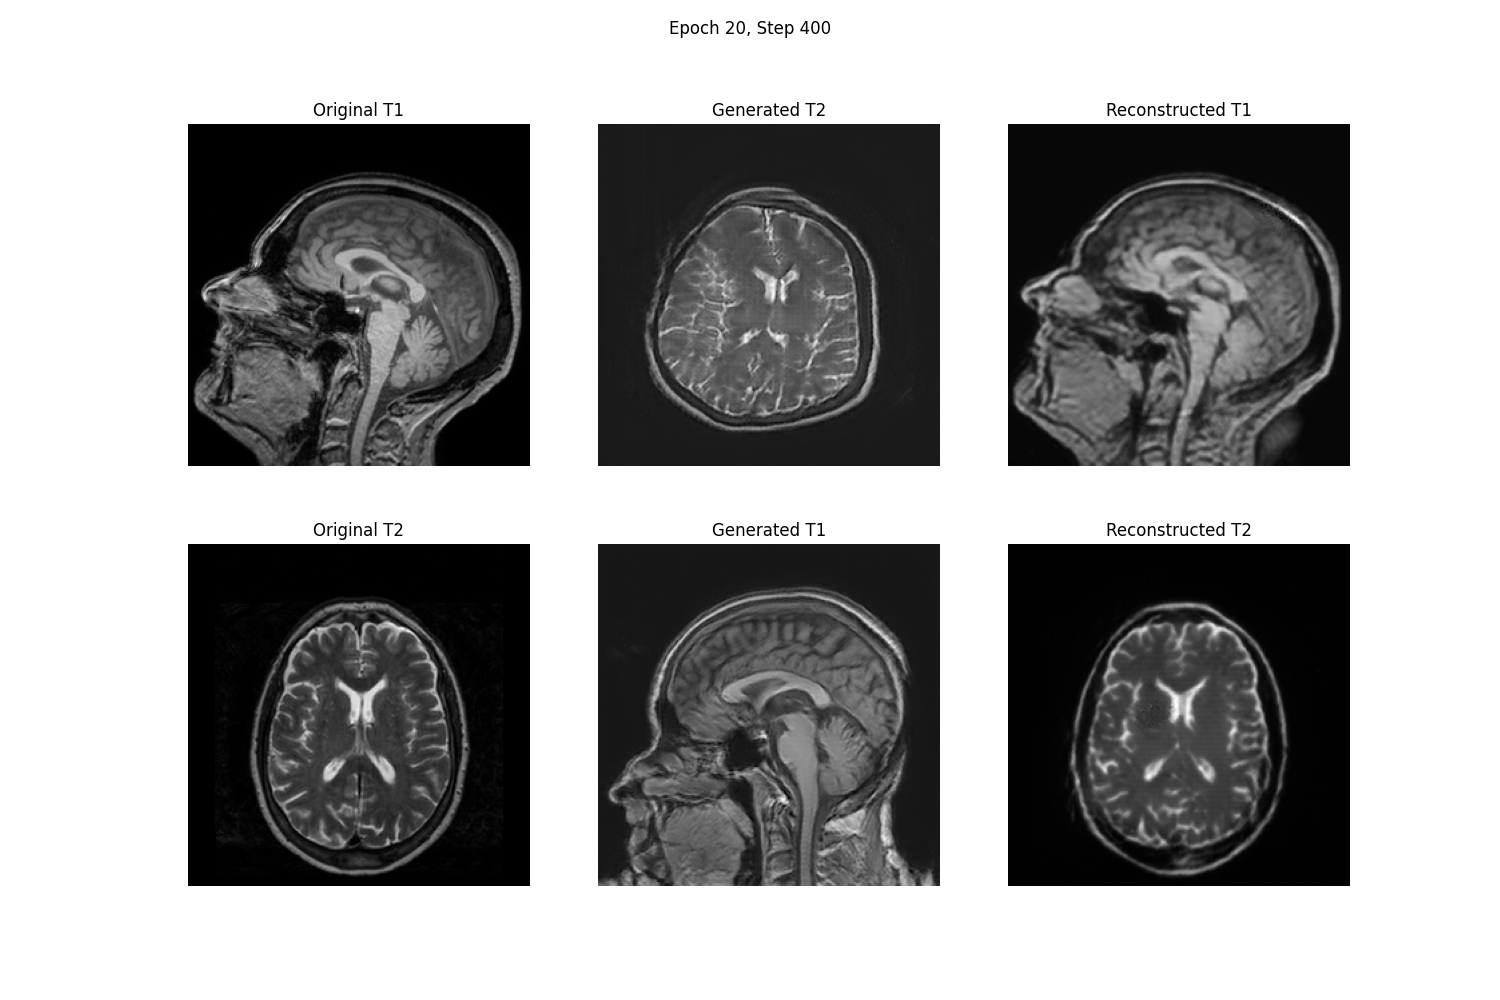 Epoch 20, Step 400
Original T1
Generated T2
Reconstructed T1
Original T2
Generated T1
Reconstructed T2